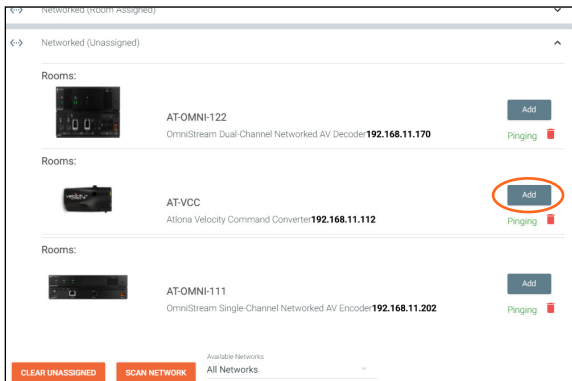 Networked (Room Assigned)
Networked (Unassigned)
Rooms:
AT-OMNI-122
Add
OmniStream Dual-Channel Networked AV Decoder192.168.11.170
Pinging
Rooms:
velocity
AT-VCC
Add
Atlona Velocity Command Converter192.168.11.112
Pinging
Rooms:
AT-OMNI-111
Add
OmniStream Single-Channel Networked AV Encoder192.168.11.202
Pinging
Available Networks
CLEAR UNASSIGNED SCAN NETWORK All Networks